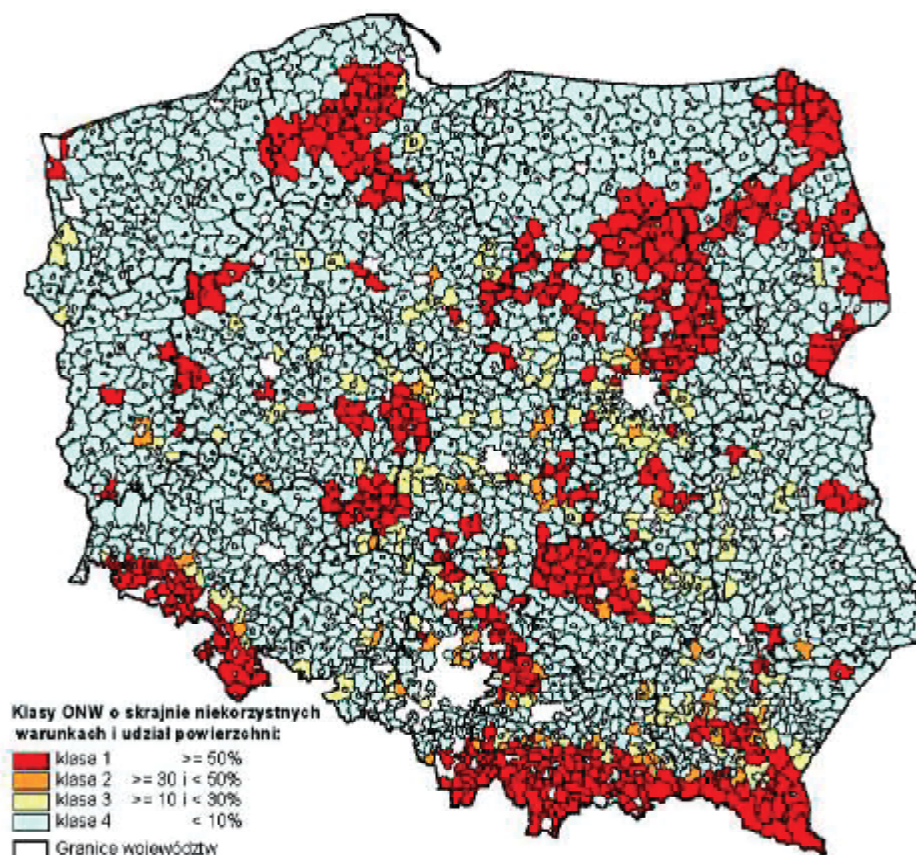 Klasy ONW o skrajnie niekorzystnych
warunkach i udział powierzchni:
klasa 1 >= 50%
klasa 2 >= 30 i < 50%
klasa 3 >= 10 i < 30%
klasa 4 < 10%
Granice województw